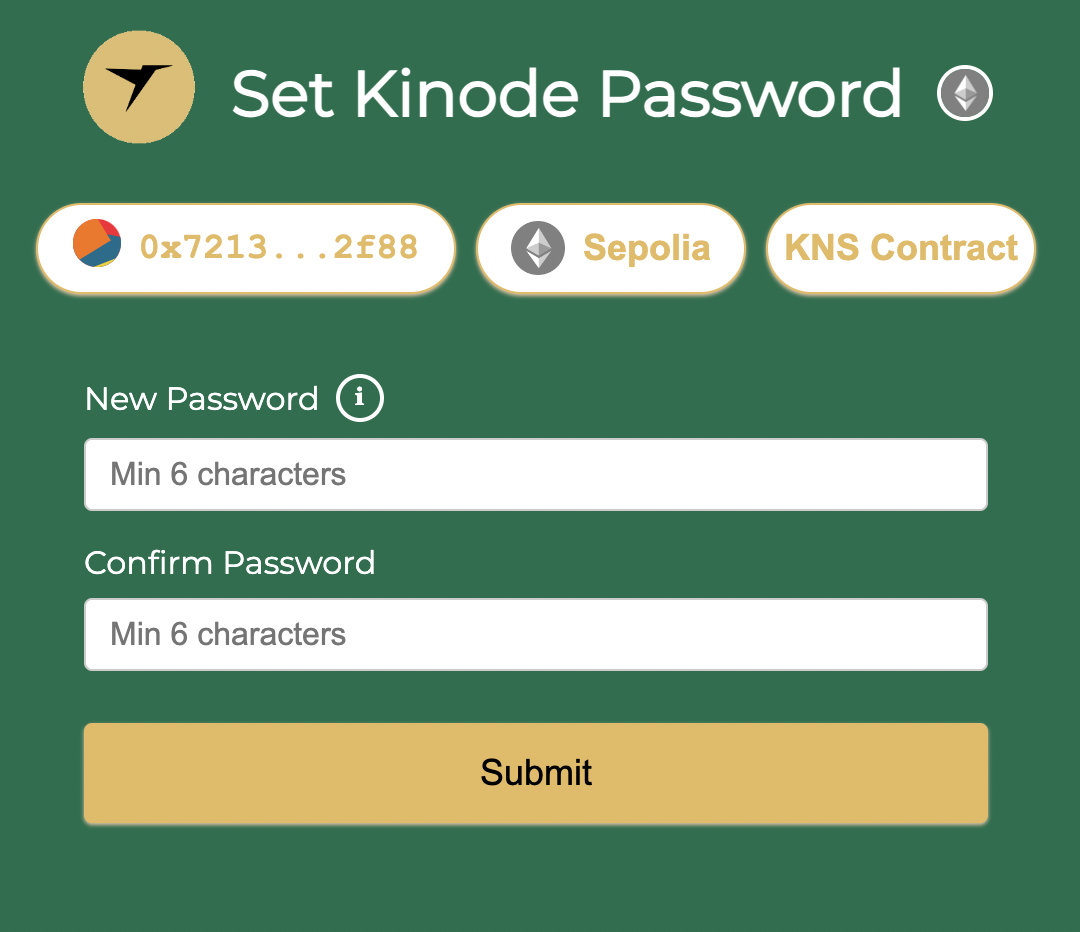 Set Kinode Password
0x7213...2f88 Sepolia KNS Contract
New Password i
Min 6 characters
Confirm Password
Min 6 characters
Submit